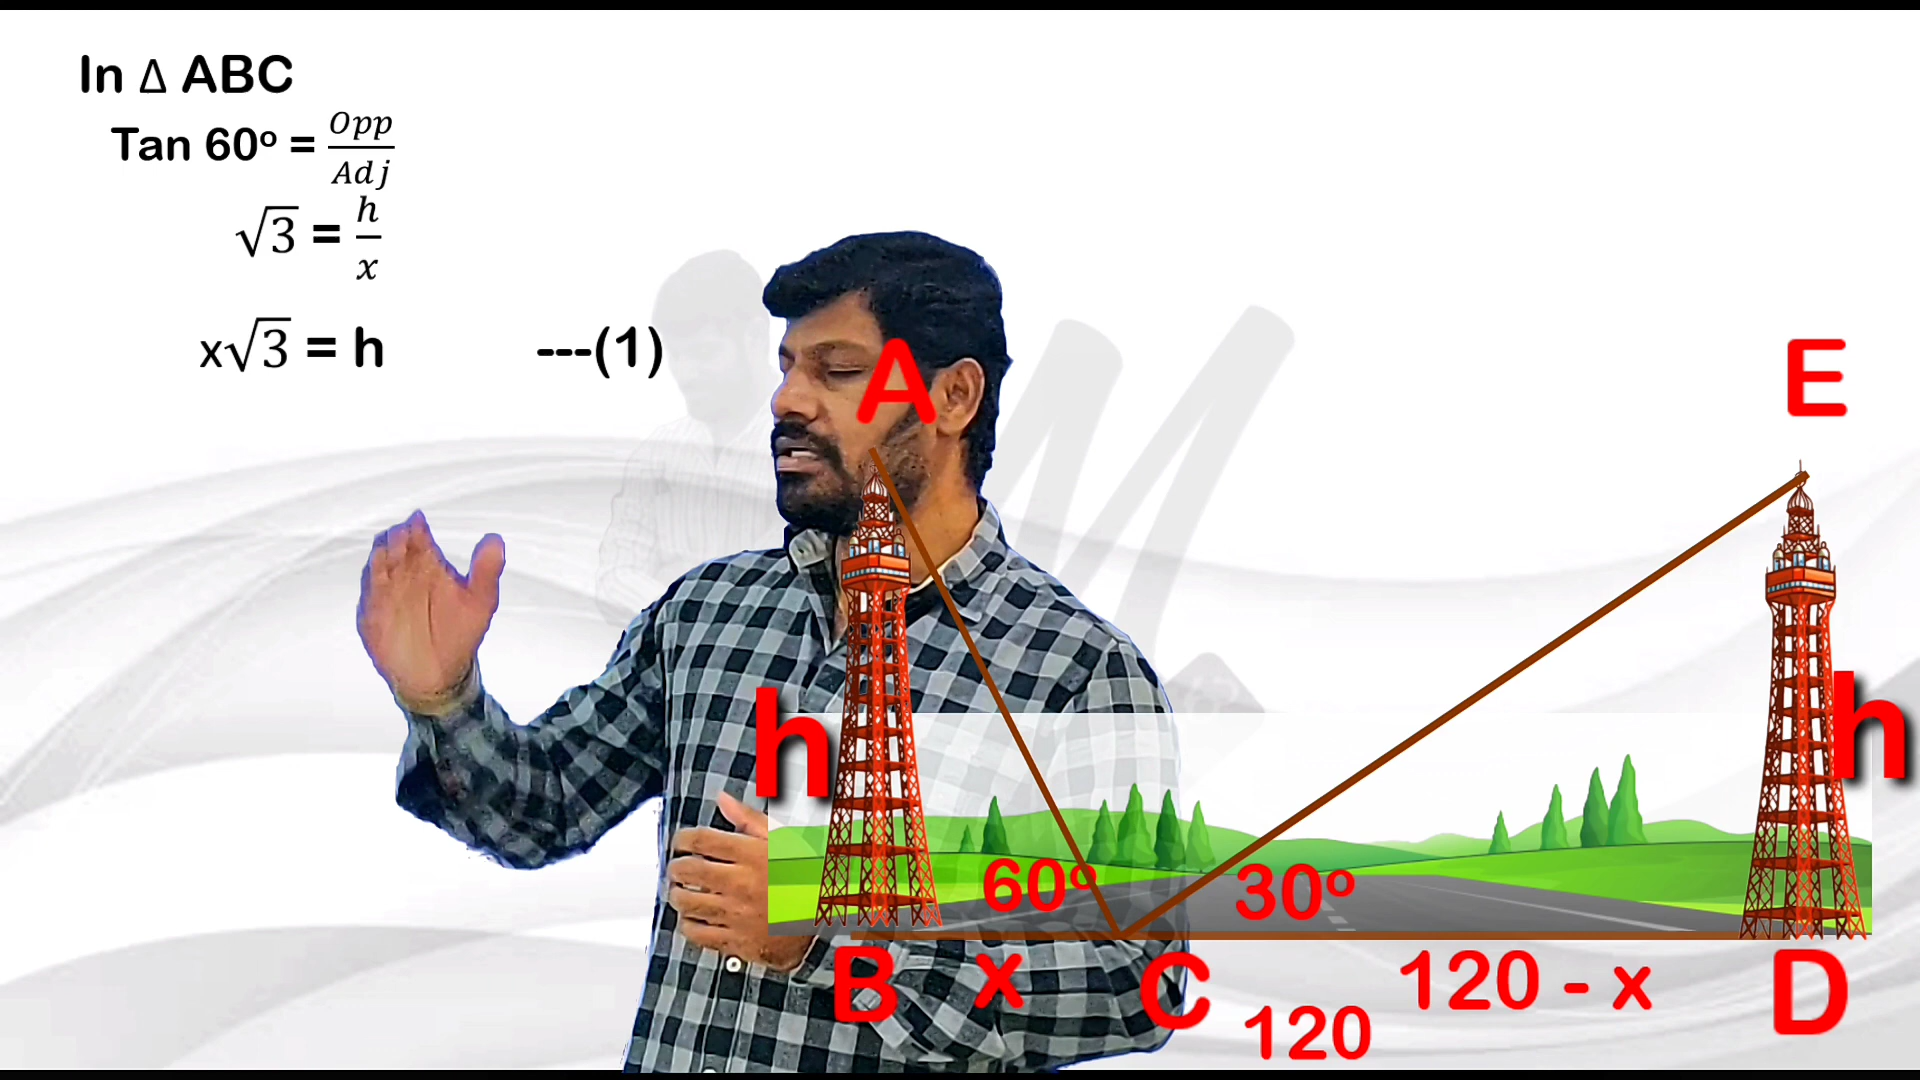 In Δ ABC
Tan 60º = Opp/Adj
√3 = h/x
x√3 = h ---(1)
A
E
h
h
60º
30º
B x C 120 - x D
120